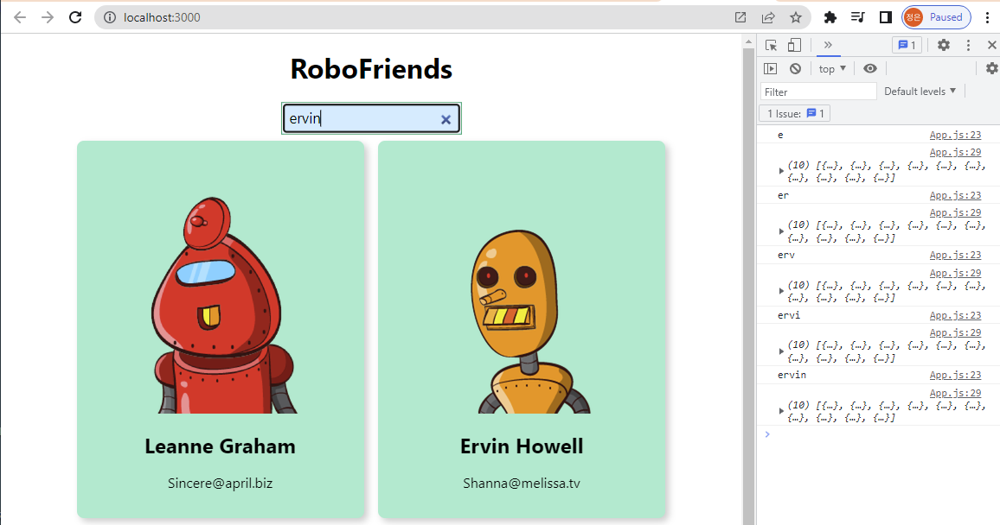 localhost:3000
정은 Paused
RoboFriends
ervin
Leanne Graham
Sincere@april.biz
Ervin Howell
Shanna@melissa.tv
1
top
Filter
Default levels
1 Issue: 1
e App.js:23
App.js:29
(10) [{…}, {…}, {…}, {…}, {…}, {…},
{…}, {…}, {…}, {…}]
er App.js:23
App.js:29
(10) [{…}, {…}, {…}, {…}, {…}, {…},
{…}, {…}, {…}, {…}]
erv App.js:23
App.js:29
(10) [{…}, {…}, {…}, {…}, {…}, {…},
{…}, {…}, {…}, {…}]
ervi App.js:23
App.js:29
(10) [{…}, {…}, {…}, {…}, {…}, {…},
{…}, {…}, {…}, {…}]
ervin App.js:23
App.js:29
(10) [{…}, {…}, {…}, {…}, {…}, {…},
{…}, {…}, {…}, {…}]